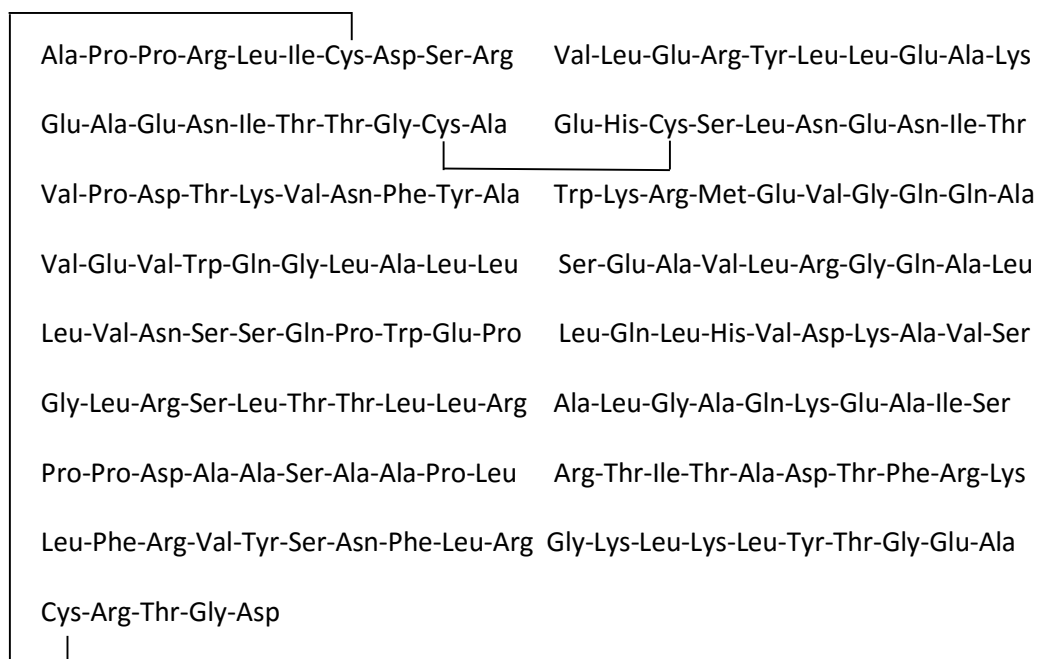 Ala-Pro-Pro-Arg-Leu-Ile-Cys-Asp-Ser-Arg Val-Leu-Glu-Arg-Tyr-Leu-Leu-Glu-Ala-Lys
Glu-Ala-Glu-Asn-Ile-Thr-Thr-Gly-Cys-Ala Glu-His-Cys-Ser-Leu-Asn-Glu-Asn-Ile-Thr
Val-Pro-Asp-Thr-Lys-Val-Asn-Phe-Tyr-Ala Trp-Lys-Arg-Met-Glu-Val-Gly-Gln-Gln-Ala
Val-Glu-Val-Trp-Gln-Gly-Leu-Ala-Leu-Leu Ser-Glu-Ala-Val-Leu-Arg-Gly-Gln-Ala-Leu
Leu-Val-Asn-Ser-Ser-Gln-Pro-Trp-Glu-Pro Leu-Gln-Leu-His-Val-Asp-Lys-Ala-Val-Ser
Gly-Leu-Arg-Ser-Leu-Thr-Thr-Leu-Leu-Arg Ala-Leu-Gly-Ala-Gln-Lys-Glu-Ala-Ile-Ser
Pro-Pro-Asp-Ala-Ala-Ser-Ala-Ala-Pro-Leu Arg-Thr-Ile-Thr-Ala-Asp-Thr-Phe-Arg-Lys
Leu-Phe-Arg-Val-Tyr-Ser-Asn-Phe-Leu-Arg Gly-Lys-Leu-Lys-Leu-Tyr-Thr-Gly-Glu-Ala
Cys-Arg-Thr-Gly-Asp